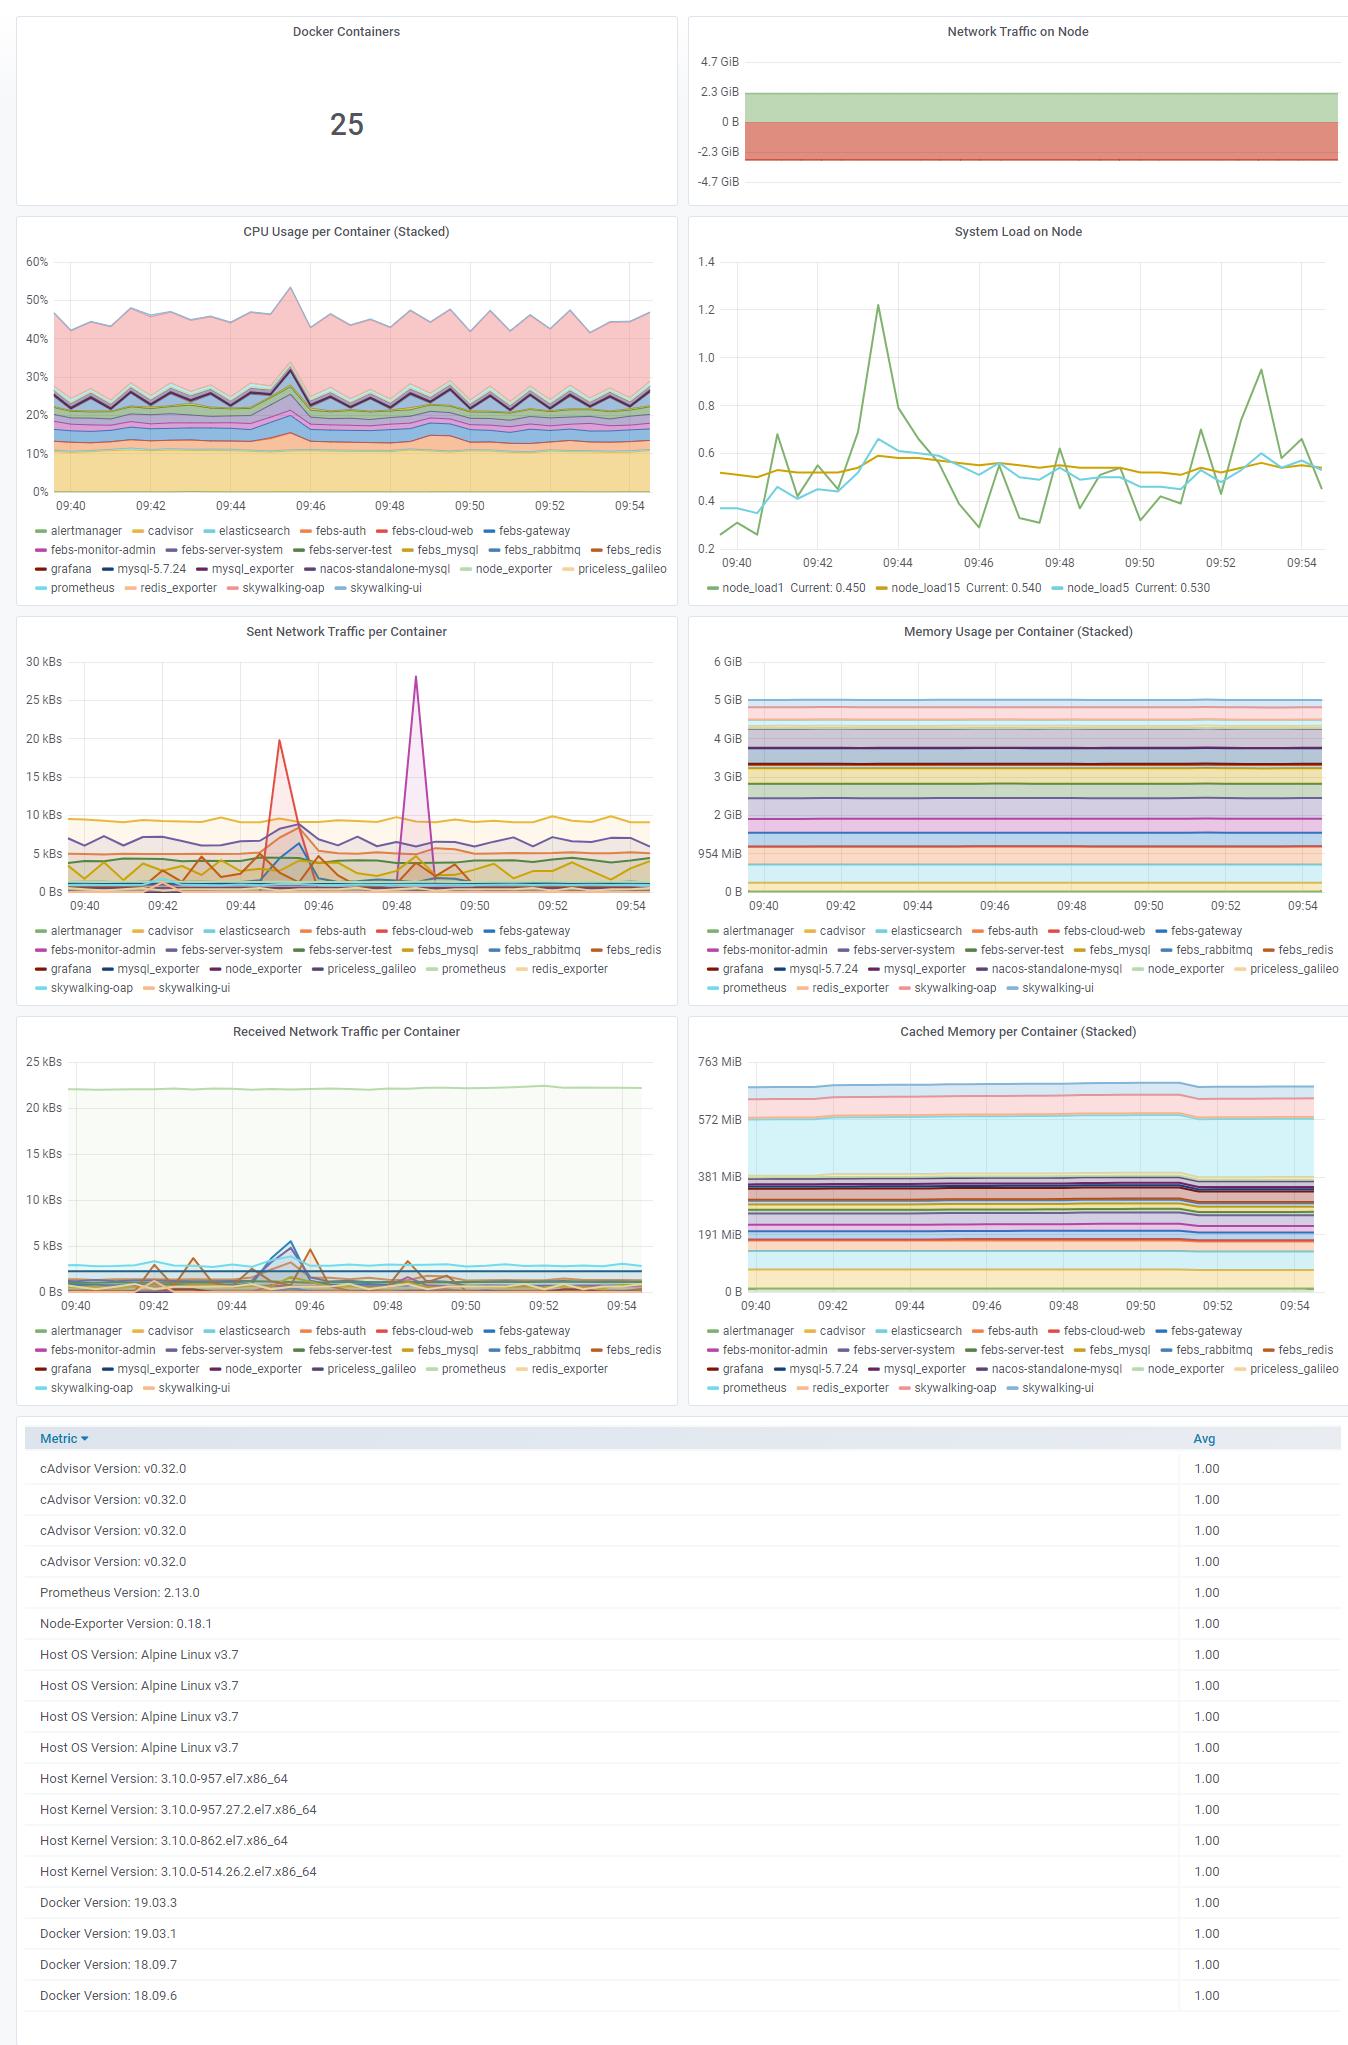 Docker Containers
25
Network Traffic on Node
4.7 GiB
2.3 GiB
0 B
-2.3 GiB
-4.7 GiB
CPU Usage per Container (Stacked)
60%
50%
40%
30%
20%
10%
0%
09:40 09:42 09:44 09:46 09:48 09:50 09:52 09:54
alertmanager cadvisor elasticsearch febs-auth febs-cloud-web febs-gateway
febs-monitor-admin febs-server-system febs-server-test febs_mysql febs_rabbitmq febs_redis
grafana mysql-5.7.24 mysql_exporter nacos-standalone-mysql node_exporter priceless_galileo
prometheus redis_exporter skywalking-oap skywalking-ui
System Load on Node
1.4
1.2
1.0
0.8
0.6
0.4
0.2
09:40 09:42 09:44 09:46 09:48 09:50 09:52 09:54
node_load1 Current: 0.450 node_load15 Current: 0.540 node_load5 Current: 0.530
Sent Network Traffic per Container
30 kBs
25 kBs
20 kBs
15 kBs
10 kBs
5 kBs
0 Bs
09:40 09:42 09:44 09:46 09:48 09:50 09:52 09:54
alertmanager cadvisor elasticsearch febs-auth febs-cloud-web febs-gateway
febs-monitor-admin febs-server-system febs-server-test febs_mysql febs_rabbitmq febs_redis
grafana mysql_exporter node_exporter priceless_galileo prometheus redis_exporter
skywalking-oap skywalking-ui
Memory Usage per Container (Stacked)
6 GiB
5 GiB
4 GiB
3 GiB
2 GiB
954 MiB
0 B
09:40 09:42 09:44 09:46 09:48 09:50 09:52 09:54
alertmanager cadvisor elasticsearch febs-auth febs-cloud-web febs-gateway
febs-monitor-admin febs-server-system febs-server-test febs_mysql febs_rabbitmq febs_redis
grafana mysql-5.7.24 mysql_exporter nacos-standalone-mysql node_exporter priceless_galileo
prometheus redis_exporter skywalking-oap skywalking-ui
Received Network Traffic per Container
25 kBs
20 kBs
15 kBs
10 kBs
5 kBs
0 Bs
09:40 09:42 09:44 09:46 09:48 09:50 09:52 09:54
alertmanager cadvisor elasticsearch febs-auth febs-cloud-web febs-gateway
febs-monitor-admin febs-server-system febs-server-test febs_mysql febs_rabbitmq febs_redis
grafana mysql_exporter node_exporter priceless_galileo prometheus redis_exporter
skywalking-oap skywalking-ui
Cached Memory per Container (Stacked)
763 MiB
572 MiB
381 MiB
191 MiB
0 B
09:40 09:42 09:44 09:46 09:48 09:50 09:52 09:54
alertmanager cadvisor elasticsearch febs-auth febs-cloud-web febs-gateway
febs-monitor-admin febs-server-system febs-server-test febs_mysql febs_rabbitmq febs_redis
grafana mysql-5.7.24 mysql_exporter nacos-standalone-mysql node_exporter priceless_galileo
prometheus redis_exporter skywalking-oap skywalking-ui
Metric Avg
cAdvisor Version: v0.32.0 1.00
cAdvisor Version: v0.32.0 1.00
cAdvisor Version: v0.32.0 1.00
cAdvisor Version: v0.32.0 1.00
Prometheus Version: 2.13.0 1.00
Node-Exporter Version: 0.18.1 1.00
Host OS Version: Alpine Linux v3.7 1.00
Host OS Version: Alpine Linux v3.7 1.00
Host OS Version: Alpine Linux v3.7 1.00
Host OS Version: Alpine Linux v3.7 1.00
Host Kernel Version: 3.10.0-957.el7.x86_64 1.00
Host Kernel Version: 3.10.0-957.27.2.el7.x86_64 1.00
Host Kernel Version: 3.10.0-862.el7.x86_64 1.00
Host Kernel Version: 3.10.0-514.26.2.el7.x86_64 1.00
Docker Version: 19.03.3 1.00
Docker Version: 19.03.1 1.00
Docker Version: 18.09.7 1.00
Docker Version: 18.09.6 1.00